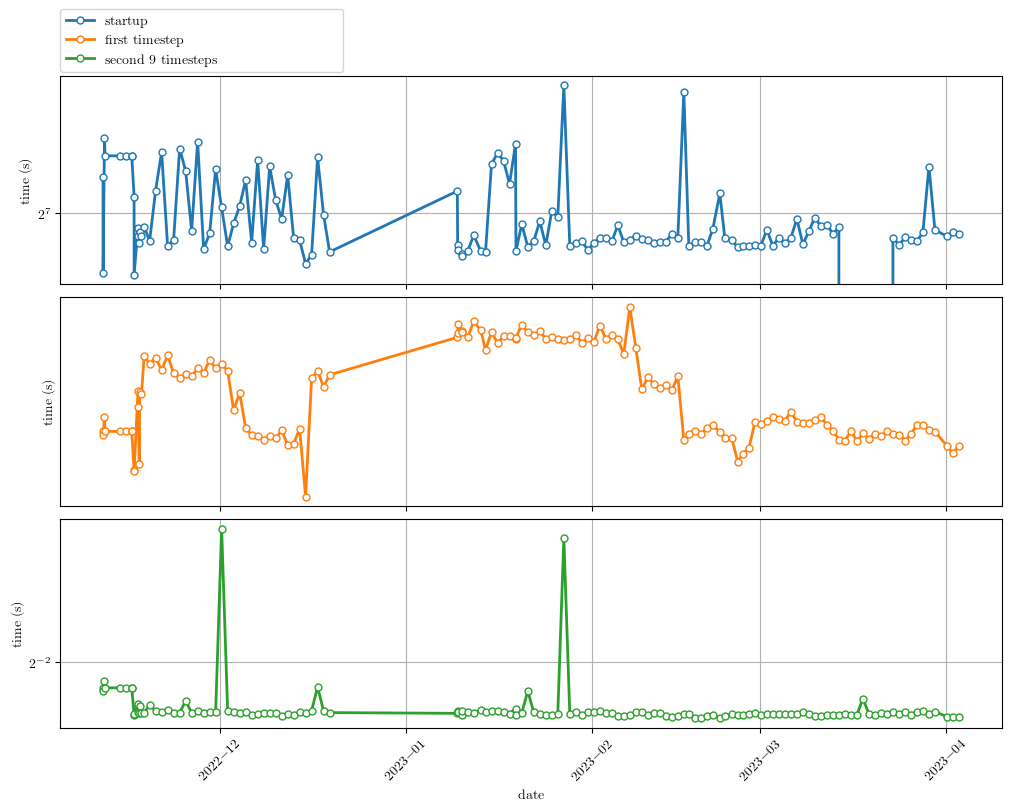 startup
first timestep
second 9 timesteps
time (s)
2^7
time (s)
time (s)
2^−2
2022−12
2023−01
2023−02
2023−03
2023−04
date